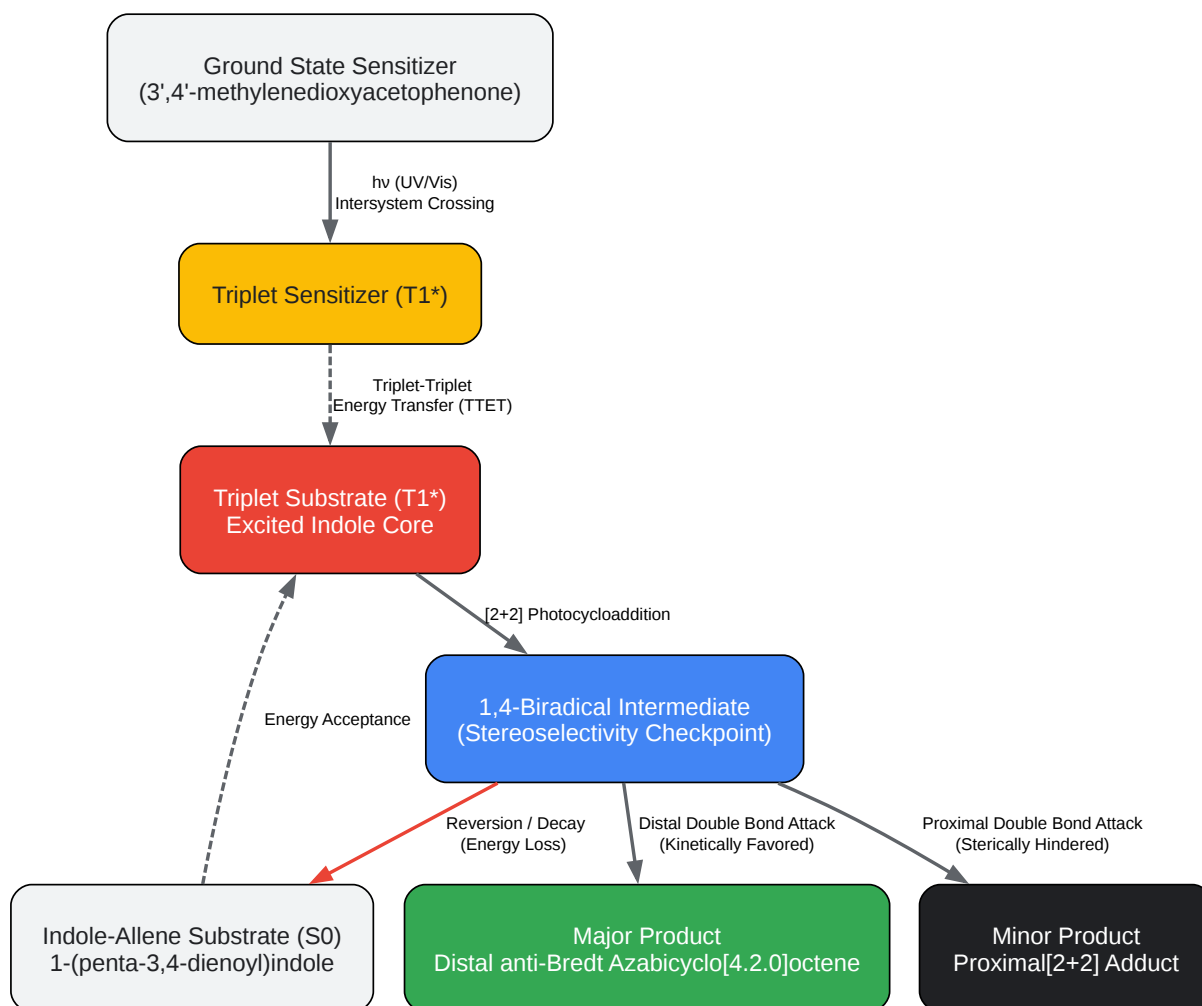 Ground State Sensitizer
(3',4'-methylenedioxyacetophenone)
hν (UV/Vis)
Intersystem Crossing
Triplet Sensitizer (T1*)
Triplet-Triplet
Energy Transfer (TTET)
Triplet Substrate (T1*)
Excited Indole Core
[2+2] Photocycloaddition
1,4-Biradical Intermediate
(Stereoselectivity Checkpoint)
Energy Acceptance
Reversion / Decay
(Energy Loss)
Distal Double Bond Attack
(Kinetically Favored)
Proximal Double Bond Attack
(Sterically Hindered)
Indole-Allene Substrate (S0)
1-(penta-3,4-dienoyl)indole
Major Product
Distal anti-Bredt Azabicyclo[4.2.0]octene
Minor Product
Proximal[2+2] Adduct